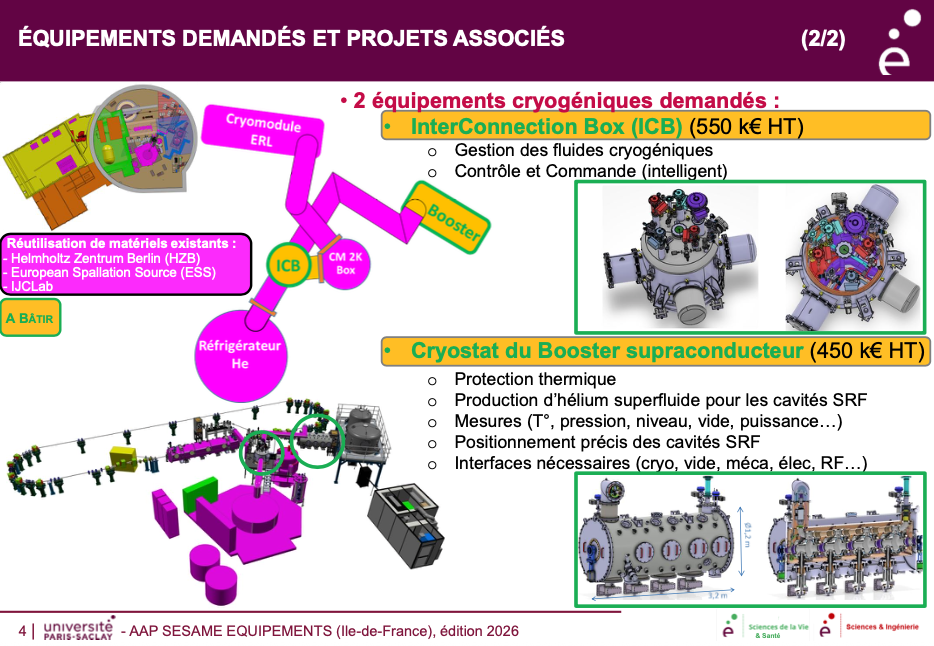 ÉQUIPEMENTS DEMANDÉS ET PROJETS ASSOCIÉS (2/2)
• 2 équipements cryogéniques demandés :
• InterConnection Box (ICB) (550 k€ HT)
o Gestion des fluides cryogéniques
o Contrôle et Commande (intelligent)
Cryomodule
ERL
Booster
ICB
CM 2K
Box
Réfrigérateur
He
Réutilisation de matériels existants :
- Helmholtz Zentrum Berlin (HZB)
- European Spallation Source (ESS)
- IJCLab
A BÂTIR
• Cryostat du Booster supraconducteur (450 k€ HT)
o Protection thermique
o Production d’hélium superfluide pour les cavités SRF
o Mesures (T°, pression, niveau, vide, puissance…)
o Positionnement précis des cavités SRF
o Interfaces nécessaires (cryo, vide, méca, élec, RF…)
Ø1,2 m
3,2 m
4 | université
PARIS-SACLAY
- AAP SESAME EQUIPEMENTS (Ile-de-France), édition 2026
Sciences de la Vie
& Santé
Sciences & Ingénierie